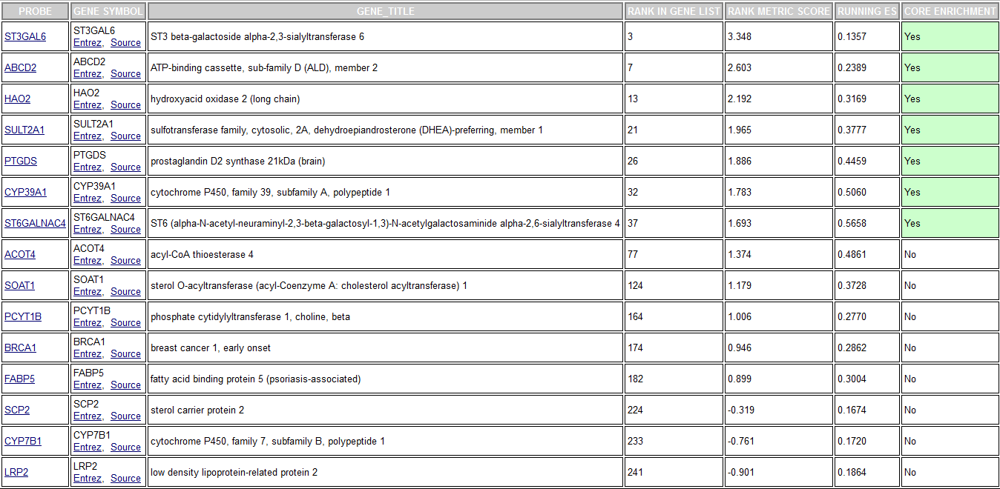 PROBE GENE SYMBOL GENE_TITLE RANK IN GENE LIST RANK METRIC SCORE RUNNING ES CORE ENRICHMENT
ST3GAL6 ST3GAL6 Entrez, Source ST3 beta-galactoside alpha-2,3-sialyltransferase 6 3 3.348 0.1357 Yes
ABCD2 ABCD2 Entrez, Source ATP-binding cassette, sub-family D (ALD), member 2 7 2.603 0.2389 Yes
HAO2 HAO2 Entrez, Source hydroxyacid oxidase 2 (long chain) 13 2.192 0.3169 Yes
SULT2A1 SULT2A1 Entrez, Source sulfotransferase family, cytosolic, 2A, dehydroepiandrosterone (DHEA)-preferring, member 1 21 1.965 0.3777 Yes
PTGDS PTGDS Entrez, Source prostaglandin D2 synthase 21kDa (brain) 26 1.886 0.4459 Yes
CYP39A1 CYP39A1 Entrez, Source cytochrome P450, family 39, subfamily A, polypeptide 1 32 1.783 0.5060 Yes
ST6GALNAC4 ST6GALNAC4 Entrez, Source ST6 (alpha-N-acetyl-neuraminyl-2,3-beta-galactosyl-1,3)-N-acetylgalactosaminide alpha-2,6-sialyltransferase 4 37 1.693 0.5658 Yes
ACOT4 ACOT4 Entrez, Source acyl-CoA thioesterase 4 77 1.374 0.4861 No
SOAT1 SOAT1 Entrez, Source sterol O-acyltransferase (acyl-Coenzyme A: cholesterol acyltransferase) 1 124 1.179 0.3728 No
PCYT1B PCYT1B Entrez, Source phosphate cytidylyltransferase 1, choline, beta 164 1.006 0.2770 No
BRCA1 BRCA1 Entrez, Source breast cancer 1, early onset 174 0.946 0.2862 No
FABP5 FABP5 Entrez, Source fatty acid binding protein 5 (psoriasis-associated) 182 0.899 0.3004 No
SCP2 SCP2 Entrez, Source sterol carrier protein 2 224 -0.319 0.1674 No
CYP7B1 CYP7B1 Entrez, Source cytochrome P450, family 7, subfamily B, polypeptide 1 233 -0.761 0.1720 No
LRP2 LRP2 Entrez, Source low density lipoprotein-related protein 2 241 -0.901 0.1864 No